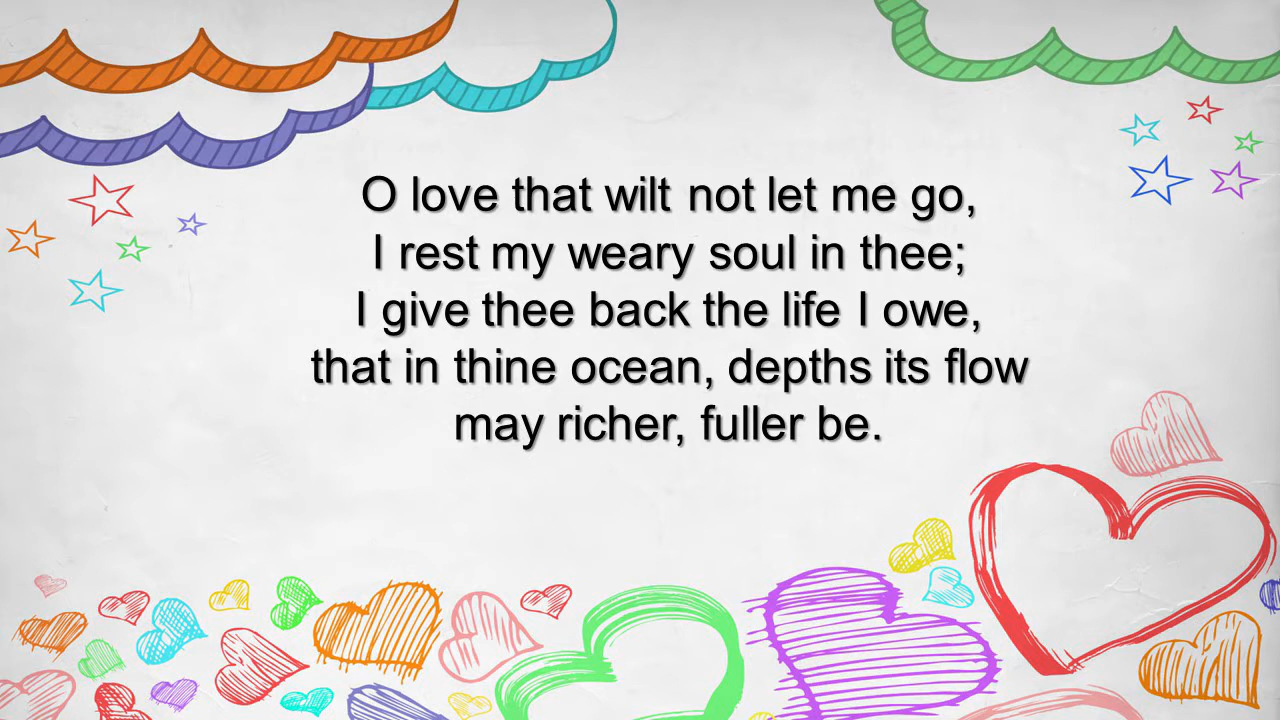 O love that wilt not let me go,
I rest my weary soul in thee;
I give thee back the life I owe,
that in thine ocean, depths its flow
may richer, fuller be.